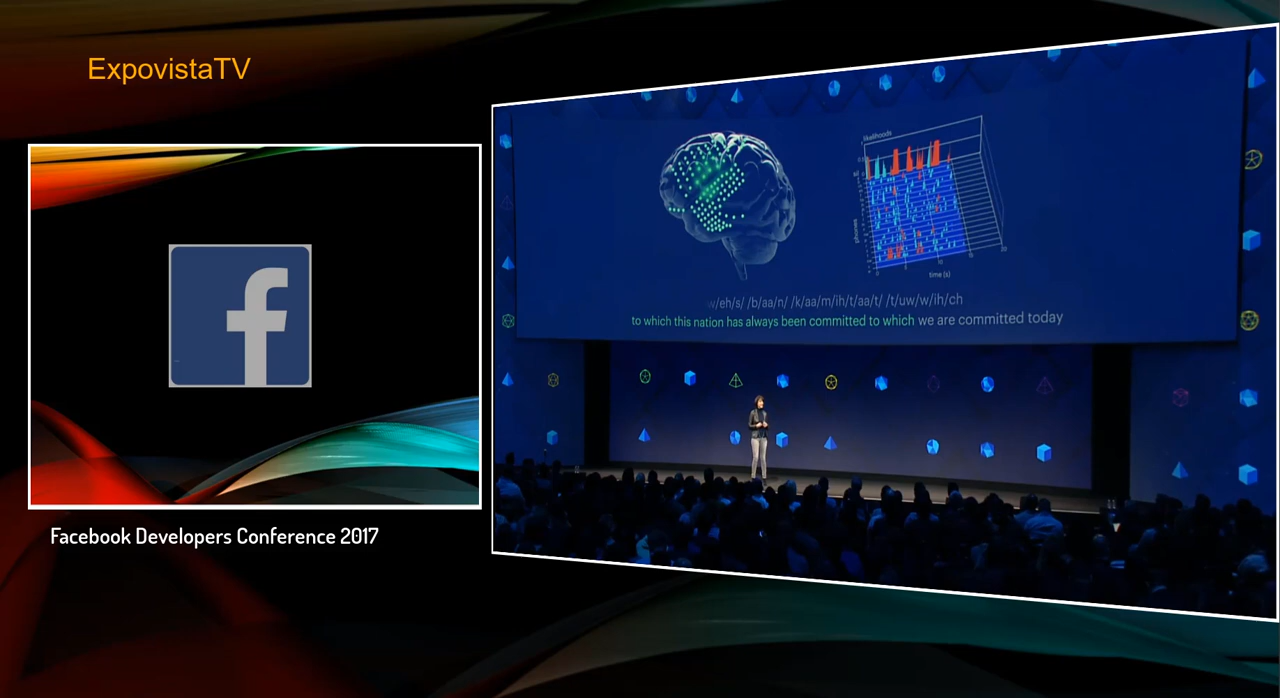 ExpovistaTV
f
Facebook Developers Conference 2017
likelihoods
phones
time (s)
/eh/s/ /b/aa/n/ /k/aa/m/ih/t/aa/t/ /t/uw/w/ih/ch
to which this nation has always been committed to which we are committed today